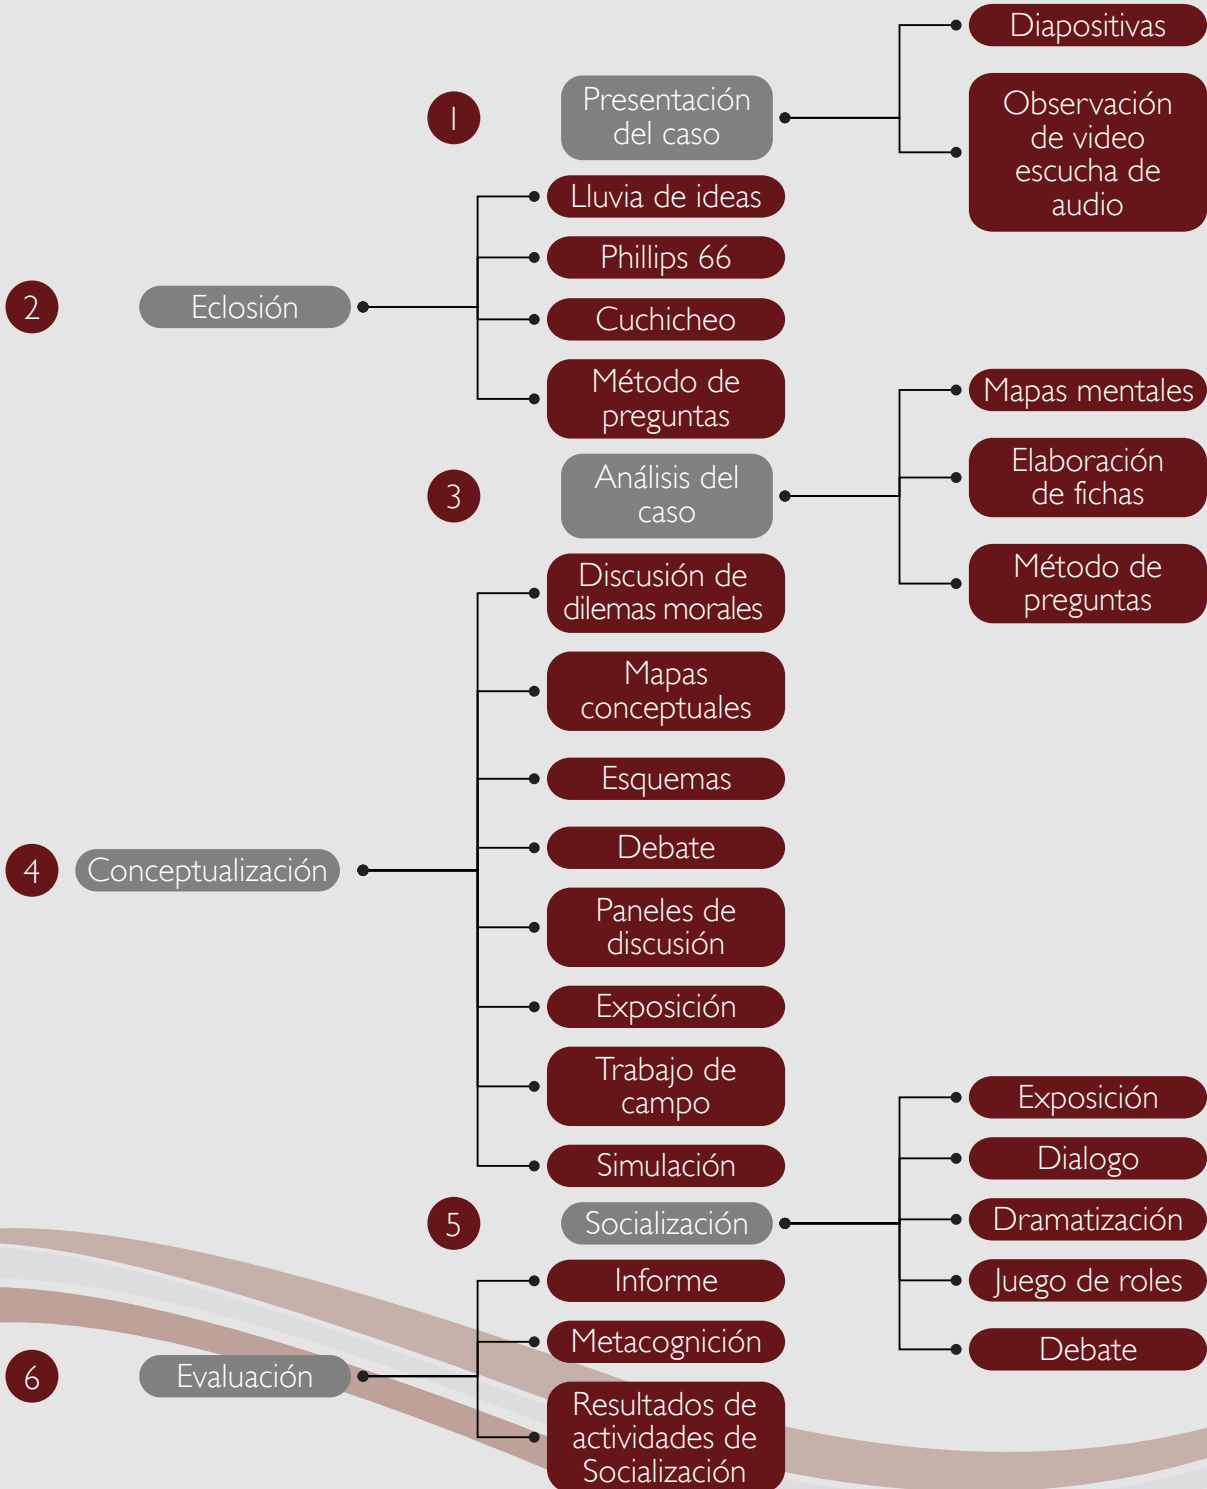 1
Presentación
del caso
Diapositivas
Observación
de video
escucha de
audio
2
Eclosión
Lluvia de ideas
Phillips 66
Cuchicheo
Método de
preguntas
3
Análisis del
caso
Mapas mentales
Elaboración
de fichas
Método de
preguntas
4
Conceptualización
Discusión de
dilemas morales
Mapas
conceptuales
Esquemas
Debate
Paneles de
discusión
Exposición
Trabajo de
campo
Simulación
5
Socialización
Exposición
Dialogo
Dramatización
Juego de roles
Debate
6
Evaluación
Informe
Metacognición
Resultados de
actividades de
Socialización